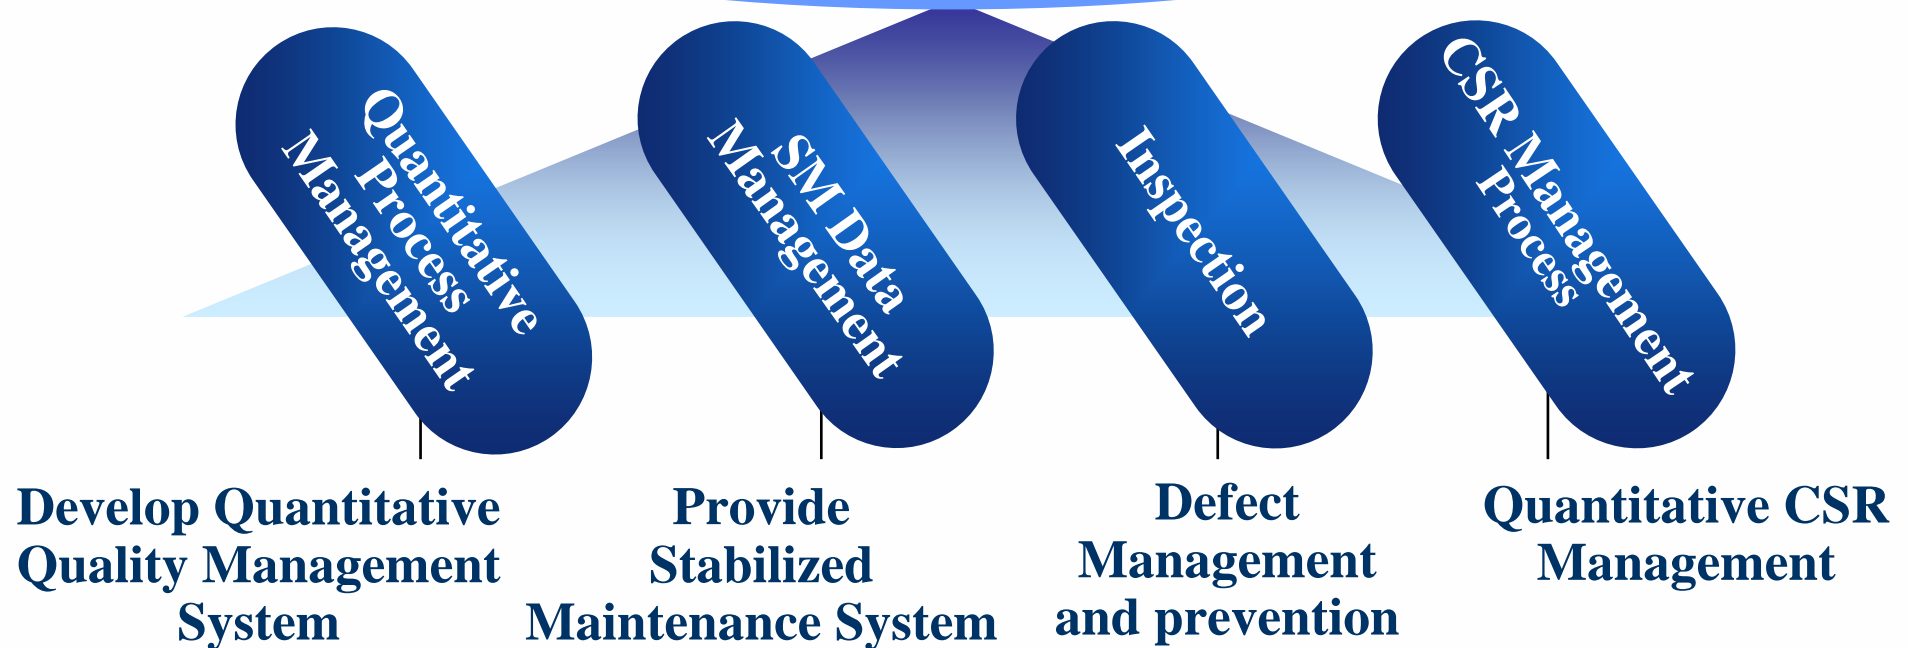 Quantitative
Process
Management
SM Data
Management
Inspection
CSR Management
Process
Develop Quantitative
Quality Management
System
Provide
Stabilized
Maintenance System
Defect
Management
and prevention
Quantitative CSR
Management